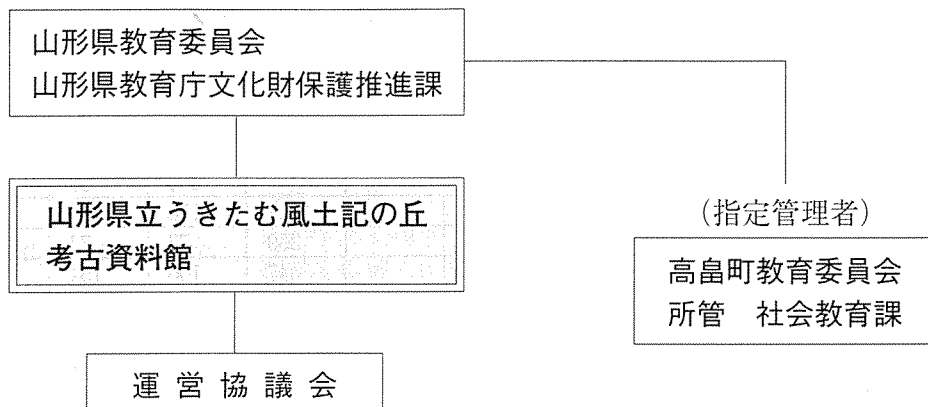 山形県教育委員会
山形県教育庁文化財保護推進課
山形県立うきたむ風土記の丘
考古資料館
(指定管理者)
高畠町教育委員会
所管　社会教育課
運営協議会